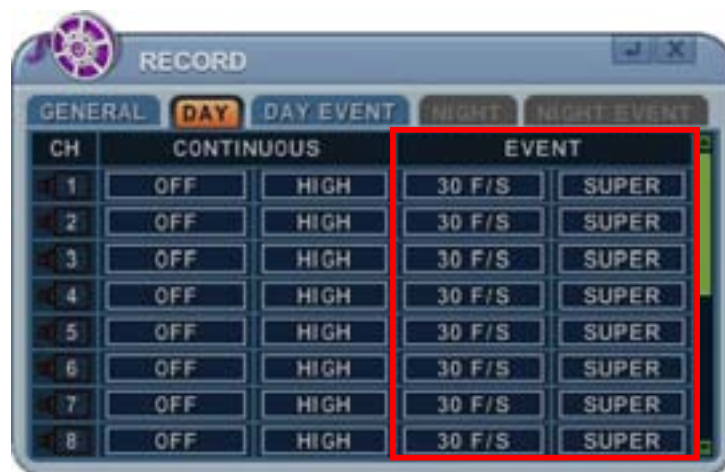 RECORD
GENERAL DAY DAY EVENT NIGHT NIGHT EVENT
CH CONTINUOUS EVENT
1 OFF HIGH 30 F/S SUPER
2 OFF HIGH 30 F/S SUPER
3 OFF HIGH 30 F/S SUPER
4 OFF HIGH 30 F/S SUPER
5 OFF HIGH 30 F/S SUPER
6 OFF HIGH 30 F/S SUPER
7 OFF HIGH 30 F/S SUPER
8 OFF HIGH 30 F/S SUPER